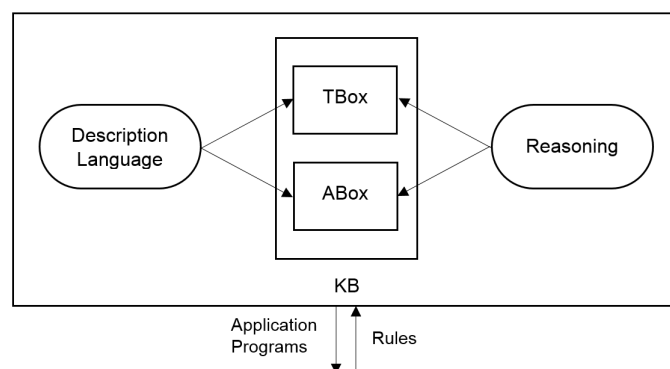 TBox
Description
Language
Reasoning
ABox
KB
Application
Programs
Rules